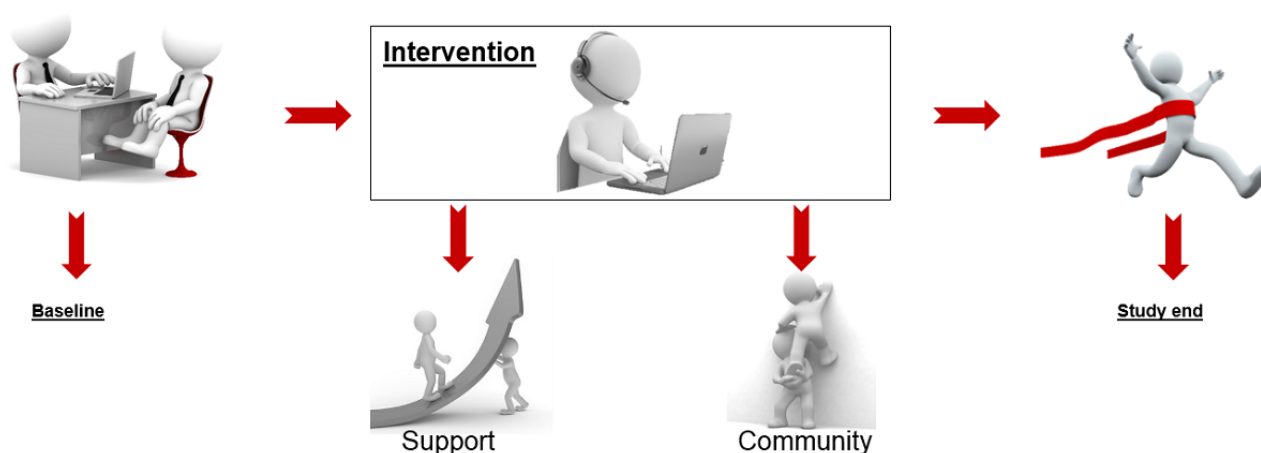 Intervention
Baseline
Study end
Support
Community